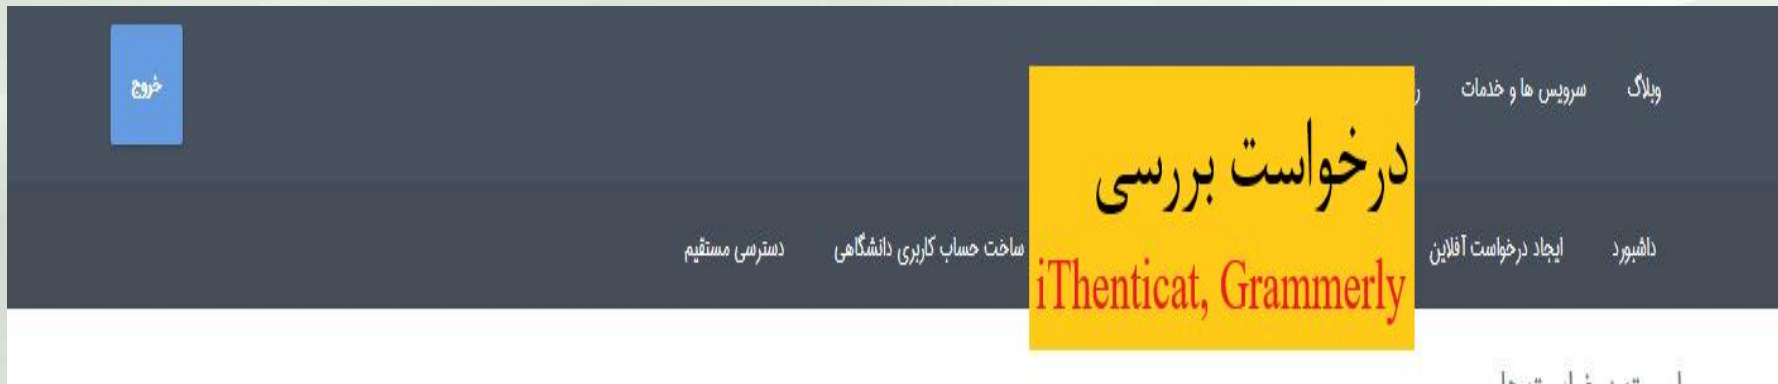 وبلاگ سرویس ها و خدمات
خروج
درخواست بررسی
iThenticat, Grammerly
داشبورد ایجاد درخواست آفلاین ساخت حساب کاربری دانشگاهی دسترسی مستقیم